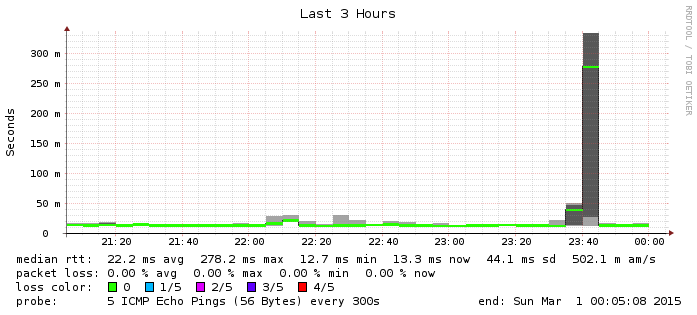 Last 3 Hours
RRDTOOL / TOBI OETIKER
Seconds
300 m
250 m
200 m
150 m
100 m
50 m
0
21:20 21:40 22:00 22:20 22:40 23:00 23:20 23:40 00:00
median rtt: 22.2 ms avg 278.2 ms max 12.7 ms min 13.3 ms now 44.1 ms sd 502.1 m am/s
packet loss: 0.00 % avg 0.00 % max 0.00 % min 0.00 % now
loss color: 0 1/5 2/5 3/5 4/5
probe: 5 ICMP Echo Pings (56 Bytes) every 300s end: Sun Mar 1 00:05:08 2015